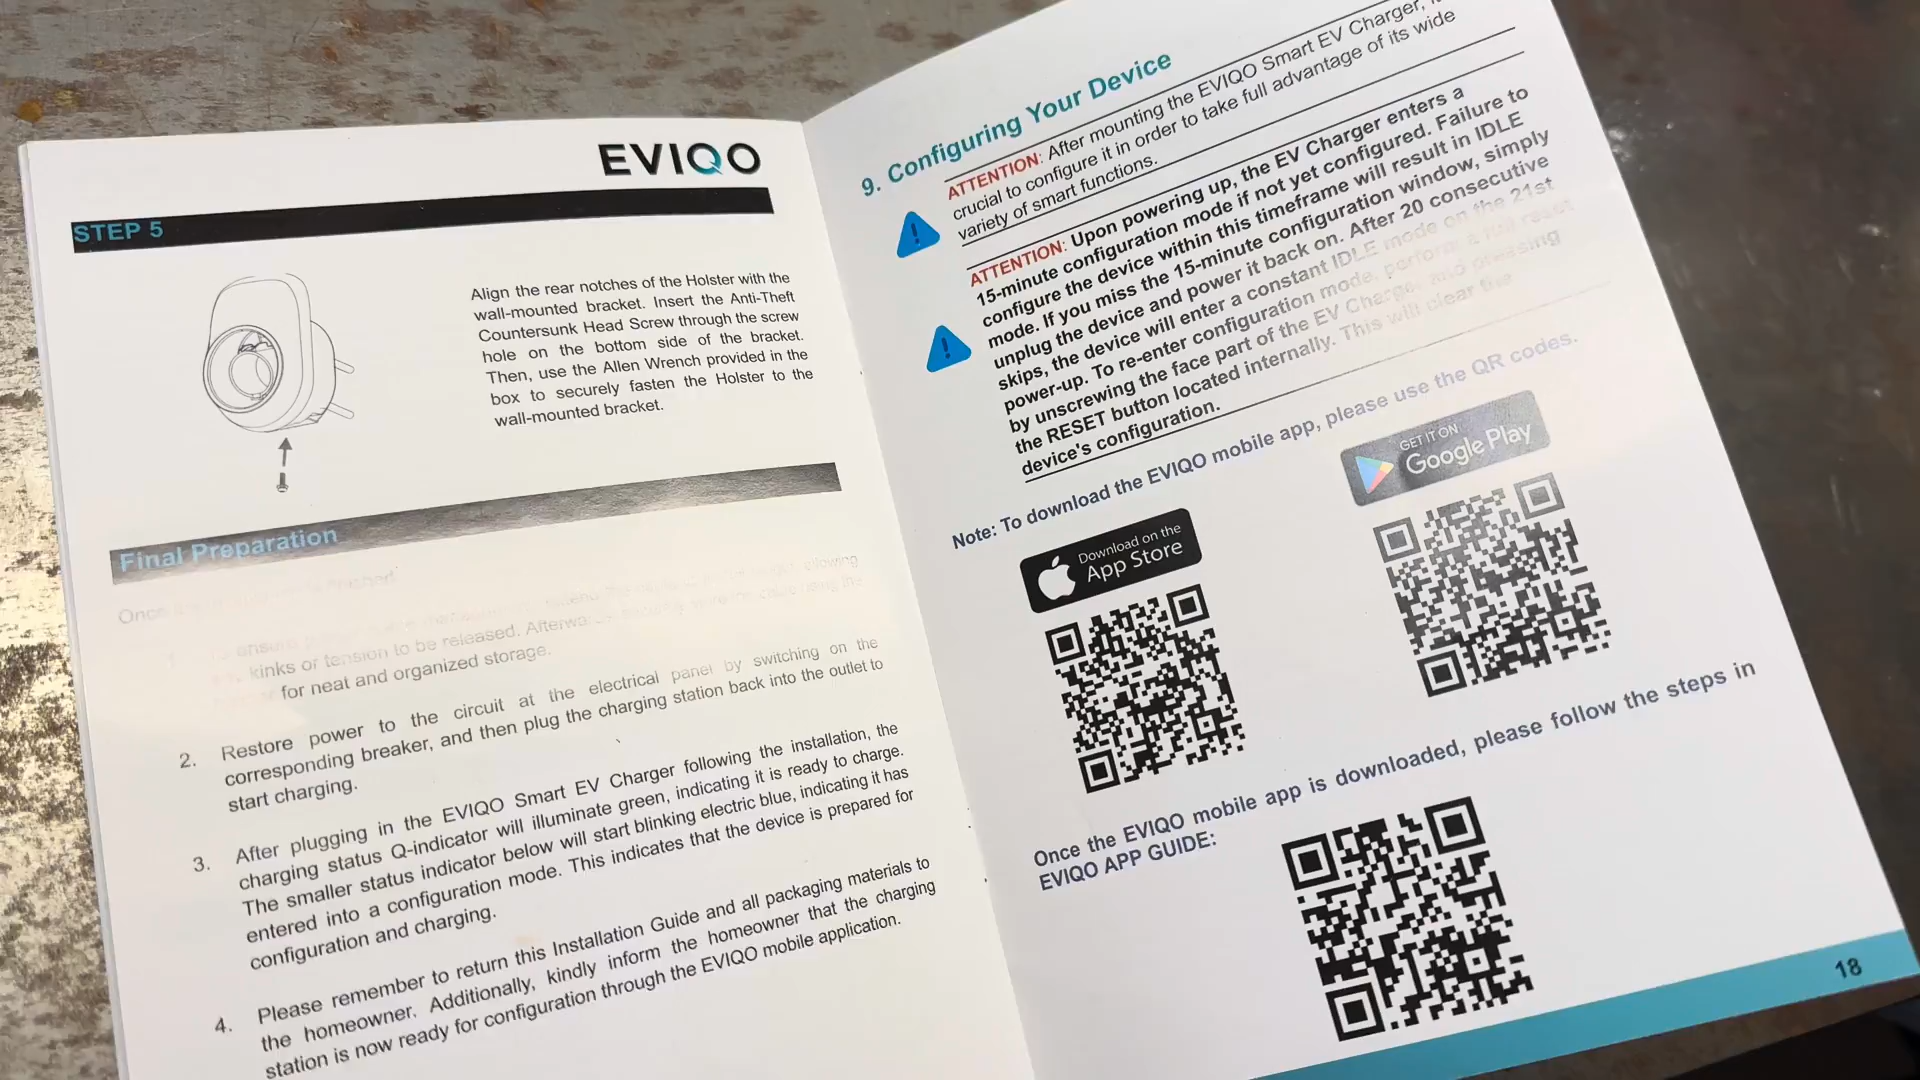 EVIQO
STEP 5
Align the rear notches of the Holster with the
wall-mounted bracket. Insert the Anti-Theft
Countersunk Head Screw through the screw
hole on the bottom side of the bracket.
Then, use the Allen Wrench provided in the
box to securely fasten the Holster to the
wall-mounted bracket.
Final Preparation
Once
kinks or tension to be released.
for neat and organized storage.
2. Restore power to the circuit at the electrical panel by switching on the
corresponding breaker, and then plug the charging station back into the outlet to
start charging.
3. After plugging in the EVIQO Smart EV Charger following the installation, the
charging status Q-indicator will illuminate green, indicating it is ready to charge.
The smaller status indicator below will start blinking electric blue, indicating it has
entered into a configuration mode. This indicates that the device is prepared for
configuration and charging.
4. Please remember to return this Installation Guide and all packaging materials to
the homeowner. Additionally, kindly inform the homeowner that the charging
station is now ready for configuration through the EVIQO mobile application.
9. Configuring Your Device
ATTENTION: After mounting the EVIQO Smart EV Charger,
crucial to configure it in order to take full advantage of its wide
variety of smart functions.
ATTENTION: Upon powering up, the EV Charger enters a
15-minute configuration mode if not yet configured. Failure to
configure the device within this timeframe will result in IDLE
mode. If you miss the 15-minute configuration window, simply
unplug the device and power it back on. After 20 consecutive
skips, the device will enter a constant IDLE mode on the 21st
power-up. To re-enter configuration mode, perform a full reset
by unscrewing the face part of the EV Charger, and pressing
the RESET button located internally. This will clear the
device's configuration.
Note: To download the EVIQO mobile app, please use the QR codes.
Download on the
App Store
GET IT ON
Google Play
Once the EVIQO mobile app is downloaded, please follow the steps in
EVIQO APP GUIDE:
18